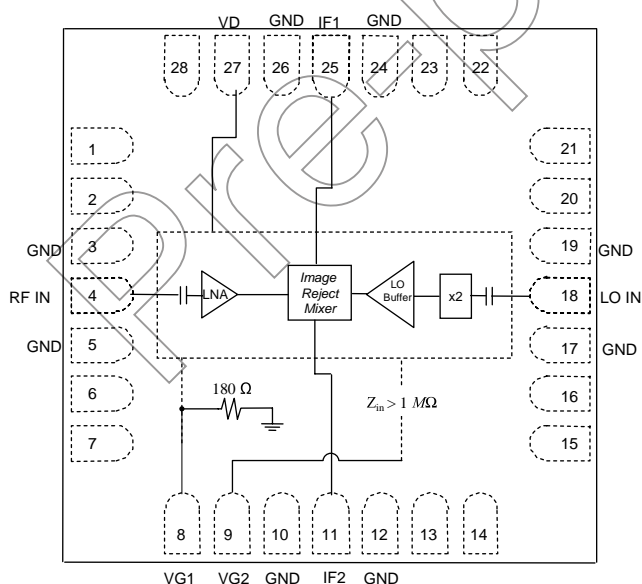 VD GND IF1 GND
28 27 26 25 24 23 22
1 21
2 20
GND 3 19 GND
RF IN 4 LNA Image Reject Mixer LO Buffer x2 18 LO IN
GND 5 17 GND
6 16
7 15
180 Ω
Zin > 1 MΩ
8 9 10 11 12 13 14
VG1 VG2 GND IF2 GND
Pre-p